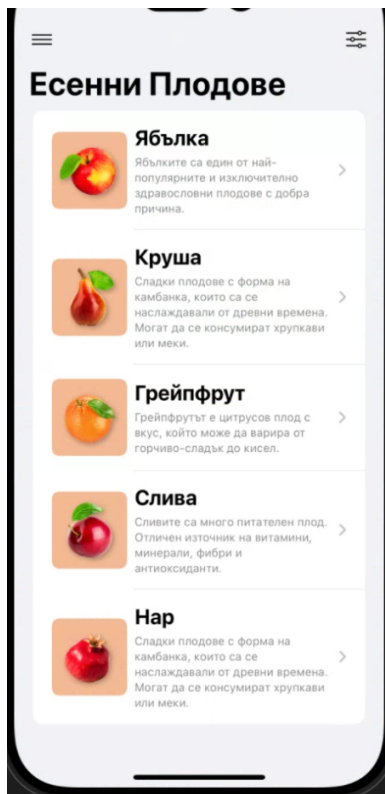 Есенни Плодове
Ябълка
Ябълките са един от най-
популярните и изключително
здравословни плодове с добра
причина.
Круша
Сладки плодове с форма на
камбанка, които са се
наслаждавали от древни времена.
Могат да се консумират хрупкави
или меки.
Грейпфрут
Грейпфрутът е цитрусов плод с
вкус, който може да варира от
горчиво-сладък до кисел.
Слива
Сливите са много питателен плод.
Отличен източник на витамини,
минерали, фибри и
антиоксиданти.
Нар
Сладки плодове с форма на
камбанка, които са се
наслаждавали от древни времена.
Могат да се консумират хрупкави
или меки.